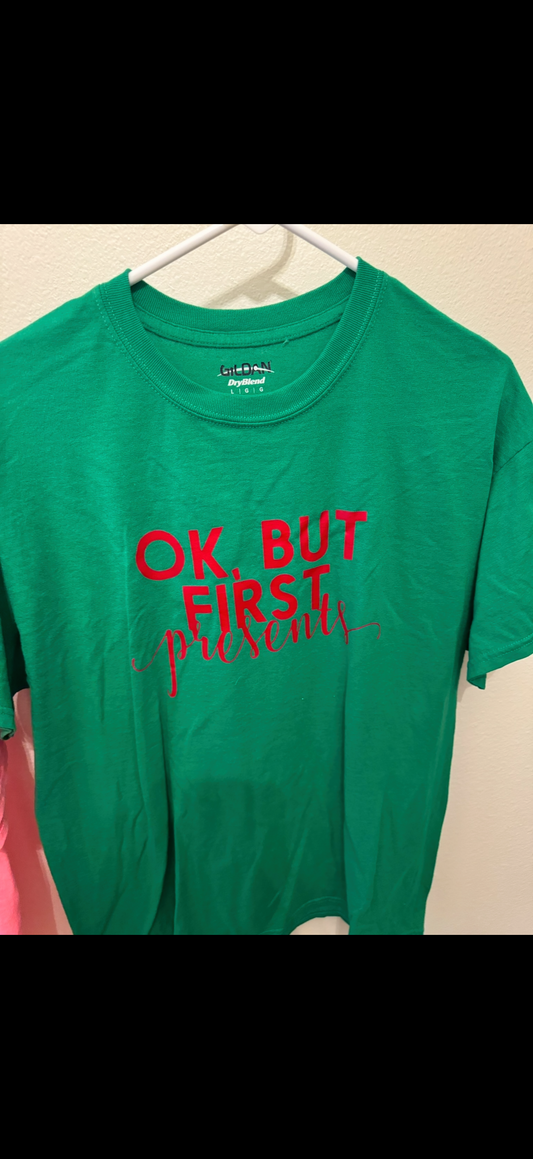 GILDAN
DryBlend
L | G | G
OK, BUT
FIRST
presents